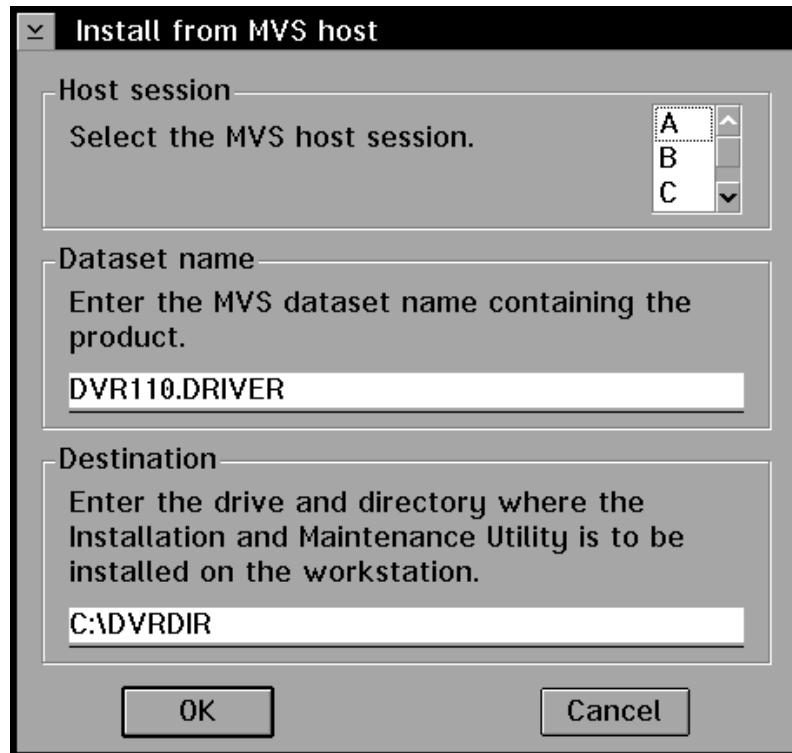 Install from MVS host
Host session
Select the MVS host session.
A
B
C
Dataset name
Enter the MVS dataset name containing the
product.
DVR110.DRIVER
Destination
Enter the drive and directory where the
Installation and Maintenance Utility is to be
installed on the workstation.
C:\DVRDIR
OK
Cancel